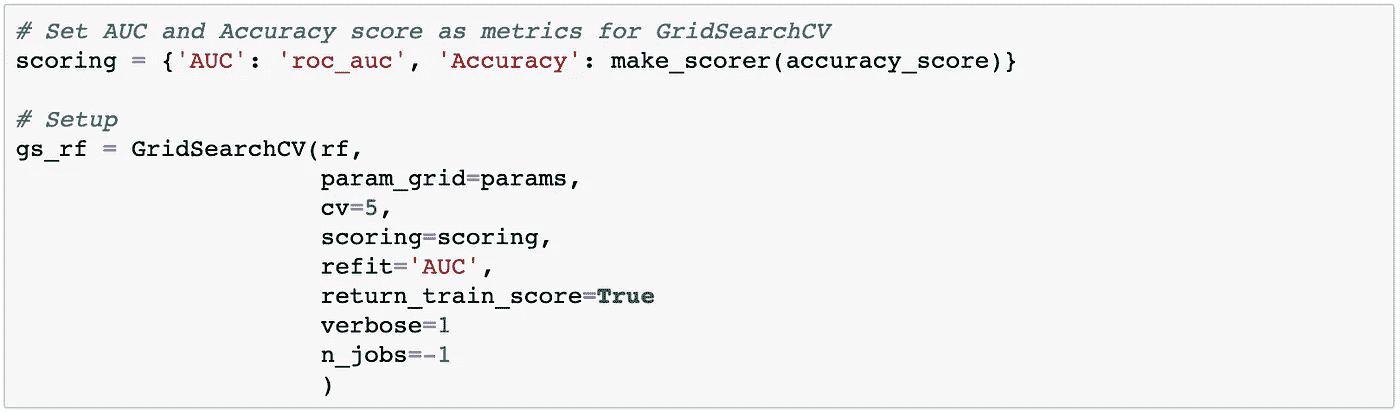 # Set AUC and Accuracy score as metrics for GridSearchCV
scoring = {'AUC': 'roc_auc', 'Accuracy': make_scorer(accuracy_score)}
# Setup
gs_rf = GridSearchCV(rf,
param_grid=params,
cv=5,
scoring=scoring,
refit='AUC',
return_train_score=True
verbose=1
n_jobs=-1
)